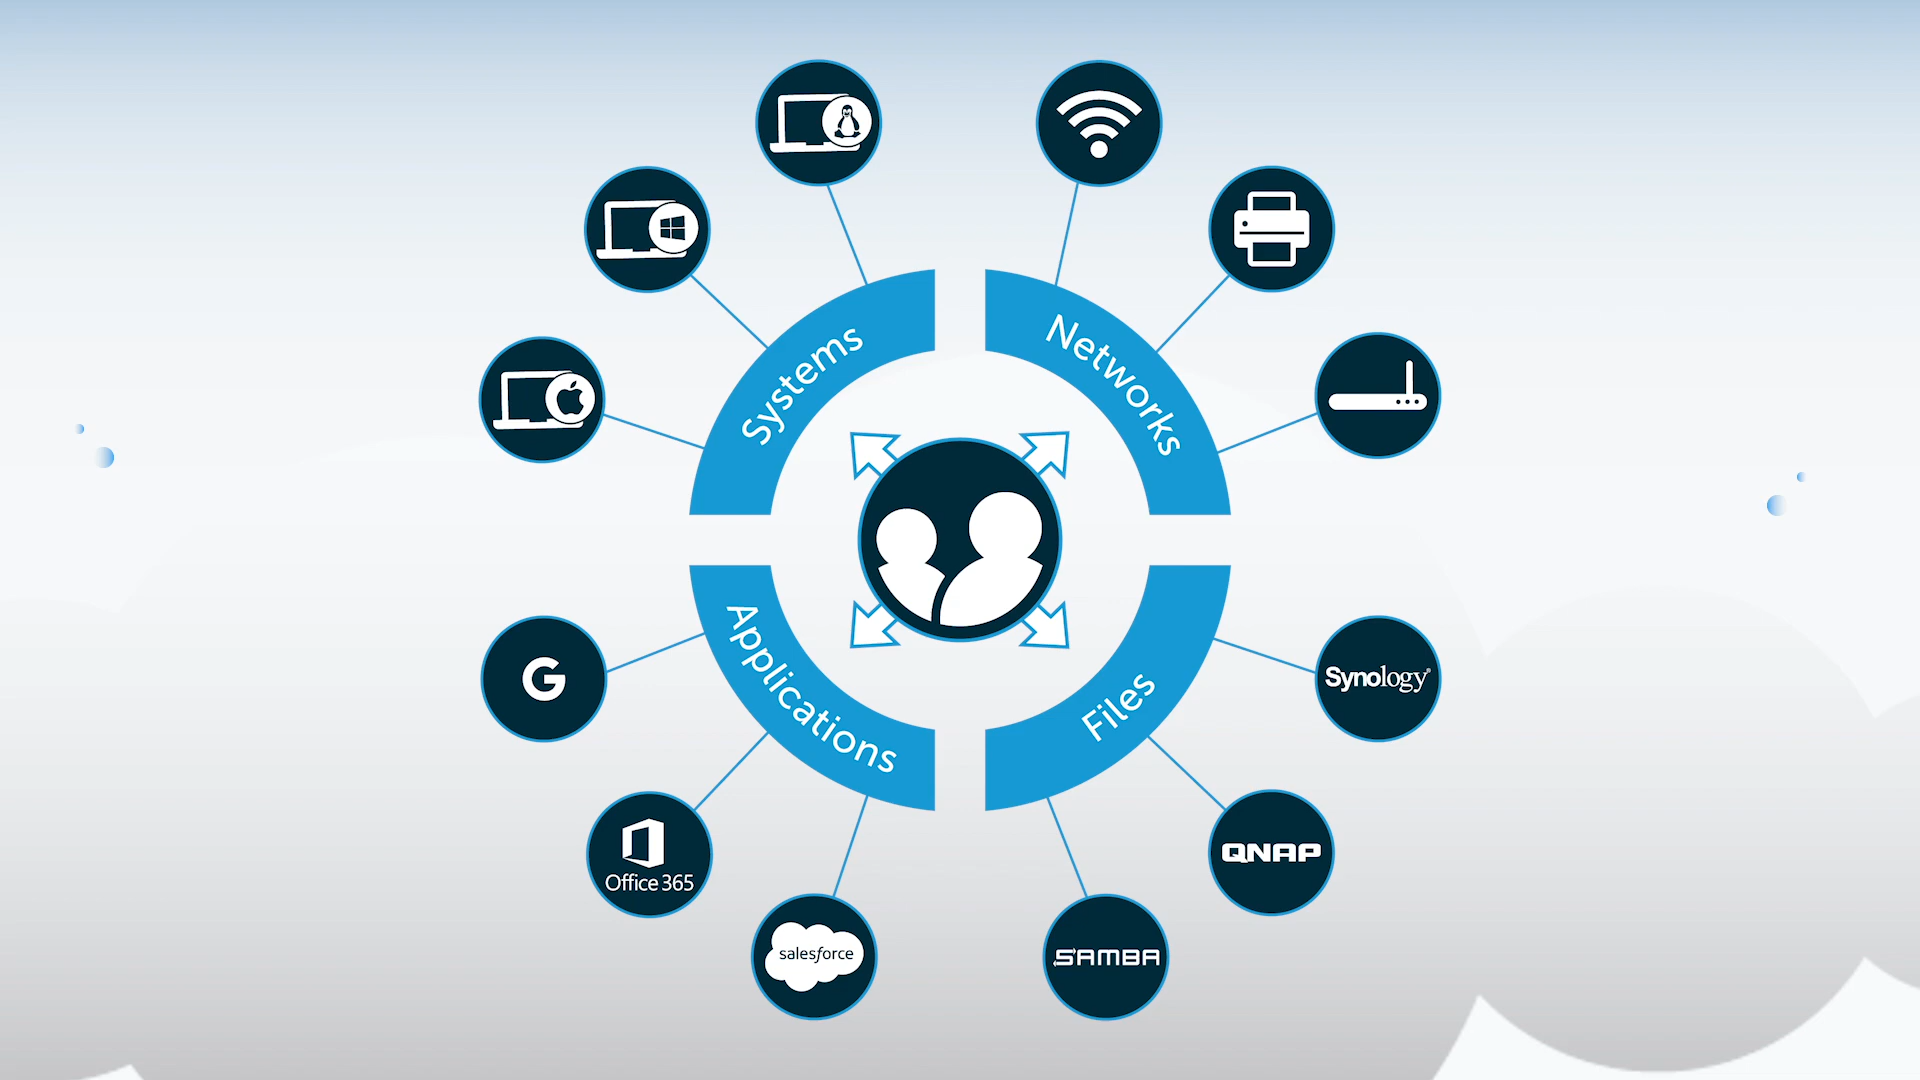 Systems
Networks
Applications
Files
G
Office 365
salesforce
Synology®
QNAP
SAMBA